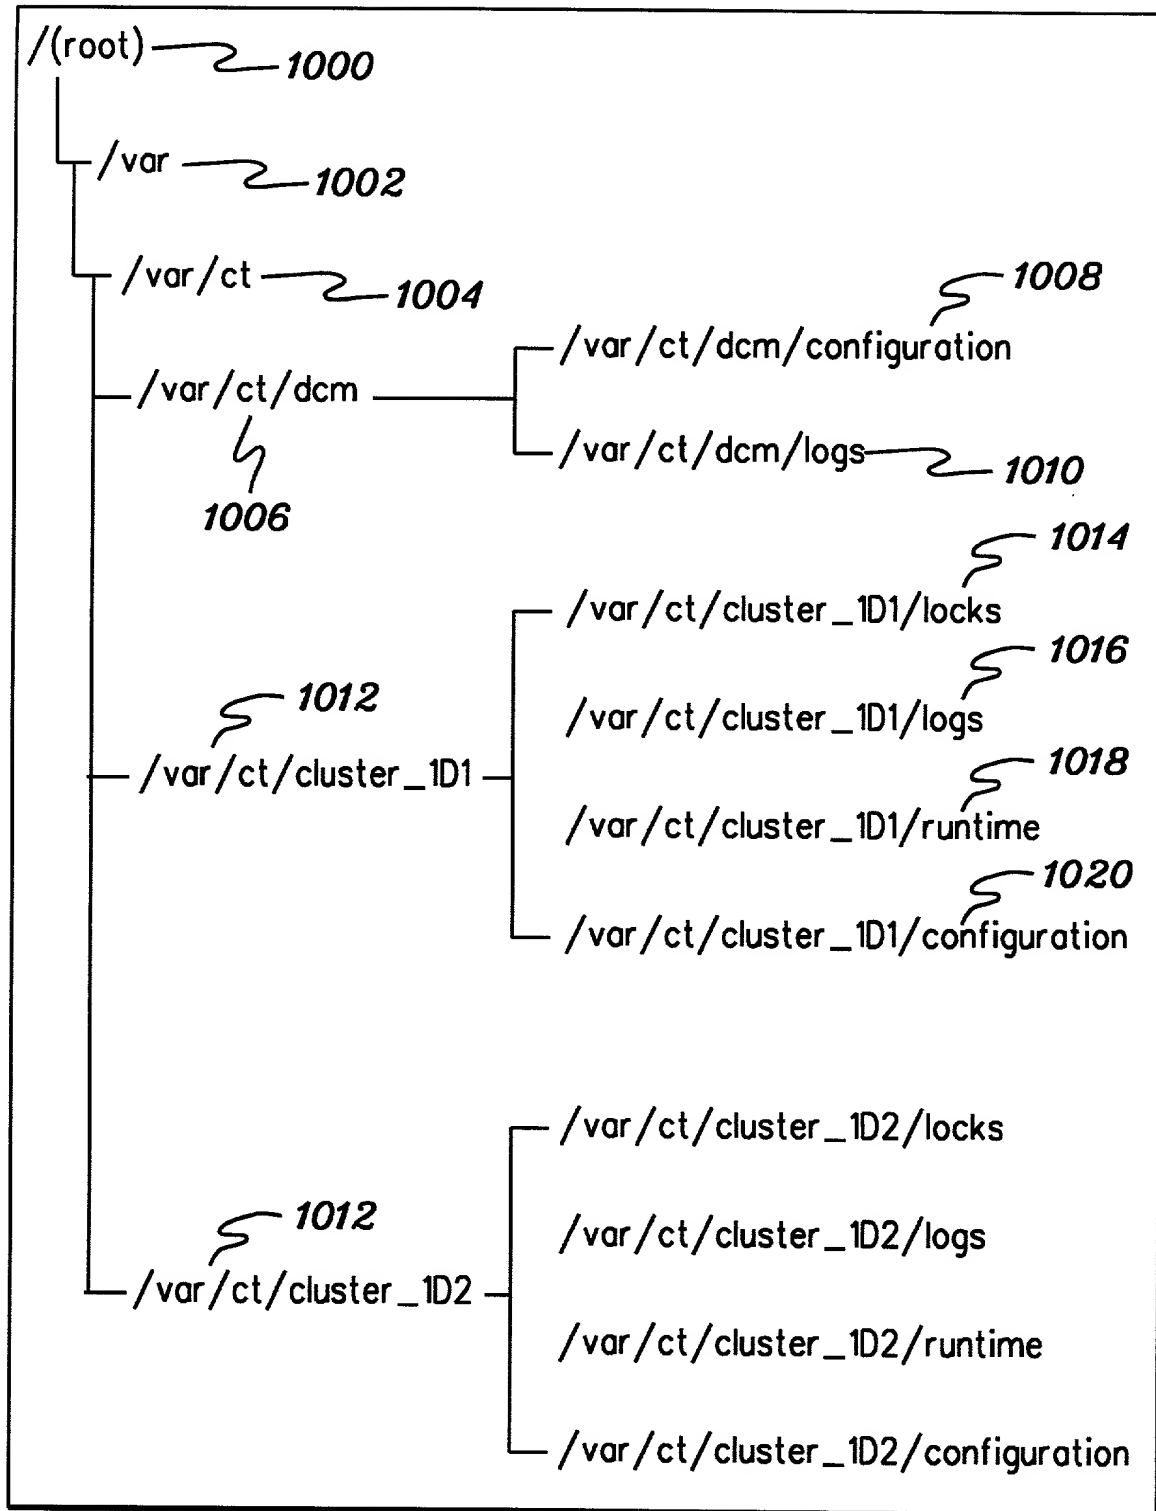 /(root) 1000
/var 1002
/var/ct 1004
1008
/var/ct/dcm/configuration
/var/ct/dcm
/var/ct/dcm/logs 1010
1006
1014
/var/ct/cluster_1D1/locks
1016
1012
/var/ct/cluster_1D1/logs
1018
/var/ct/cluster_1D1
/var/ct/cluster_1D1/runtime
1020
/var/ct/cluster_1D1/configuration
/var/ct/cluster_1D2/locks
1012
/var/ct/cluster_1D2/logs
/var/ct/cluster_1D2
/var/ct/cluster_1D2/runtime
/var/ct/cluster_1D2/configuration